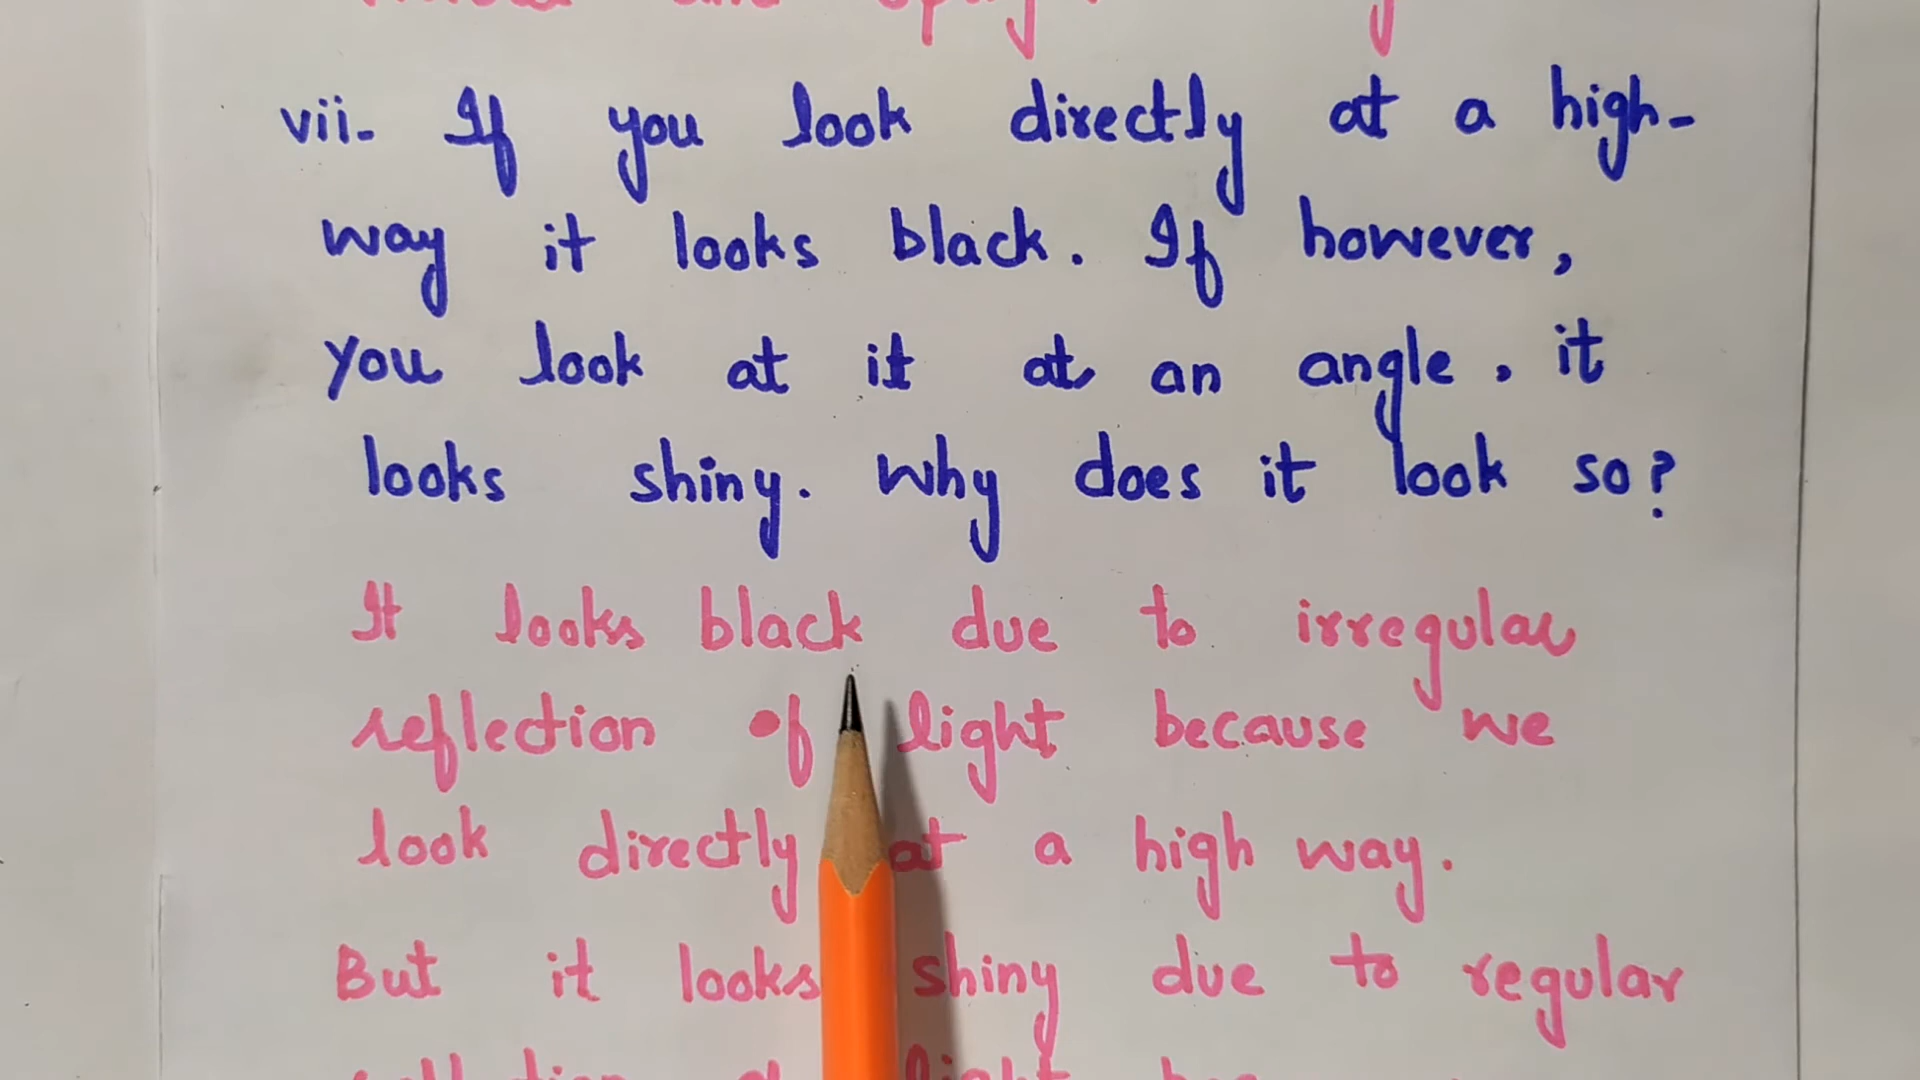 vii. If you look directly at a high-
way it looks black. If however,
you look at it at an angle, it
looks shiny. Why does it look so?
It looks black due to irregular
reflection of light because we
look directly at a high way.
But it looks shiny due to regular
light